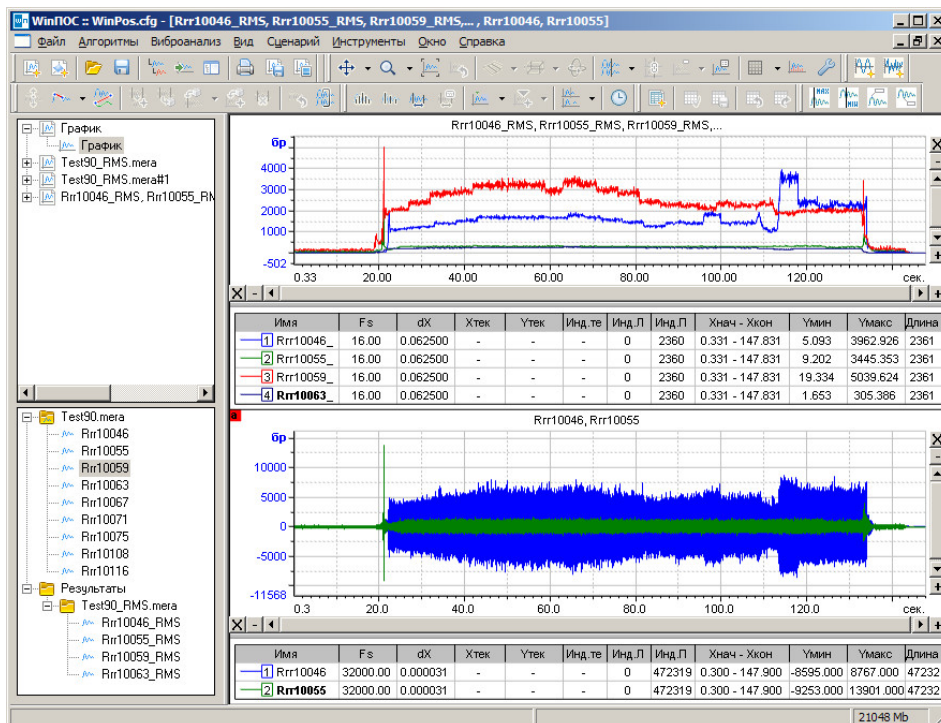 WinПОС :: WinPos.cfg - [Rrr10046_RMS, Rrr10055_RMS, Rrr10059_RMS,... , Rrr10046, Rrr10055]
Файл Алгоритмы Виброанализ Вид Сценарий Инструменты Окно Справка
График
График
Test90_RMS.mera
Test90_RMS.mera#1
Rrr10046_RMS, Rrr10055_RM
Test90.mera
Rrr10046
Rrr10055
Rrr10059
Rrr10063
Rrr10067
Rrr10071
Rrr10075
Rrr10108
Rrr10116
Результаты
Test90_RMS.mera
Rrr10046_RMS
Rrr10055_RMS
Rrr10059_RMS
Rrr10063_RMS
Rrr10046_RMS, Rrr10055_RMS, Rrr10059_RMS,...
бр
4000
3000
2000
1000
-502
0.33 20.00 40.00 60.00 80.00 100.00 120.00 сек.
Имя Fs dX Xтек Yтек Инд.те Инд.Л Инд.П Xнач - Xкон Yмин Yмакс Длина
1 Rrr10046_ 16.00 0.062500 - - - 0 2360 0.331 - 147.831 5.093 3962.926 2361
2 Rrr10055_ 16.00 0.062500 - - - 0 2360 0.331 - 147.831 9.202 3445.353 2361
3 Rrr10059_ 16.00 0.062500 - - - 0 2360 0.331 - 147.831 19.334 5039.624 2361
4 Rrr10063_ 16.00 0.062500 - - - 0 2360 0.331 - 147.831 1.653 305.386 2361
a
Rrr10046, Rrr10055
бр
10000
5000
0
-5000
-11568
0.3 20.0 40.0 60.0 80.0 100.0 120.0 сек.
Имя Fs dX Xтек Yтек Инд.те Инд.Л Инд.П Xнач - Xкон Yмин Yмакс Длина
1 Rrr10046 32000.00 0.000031 - - - 0 472319 0.300 - 147.900 -8595.000 8767.000 47232
2 Rrr10055 32000.00 0.000031 - - - 0 472319 0.300 - 147.900 -9253.000 13901.000 47232
21048 Mb